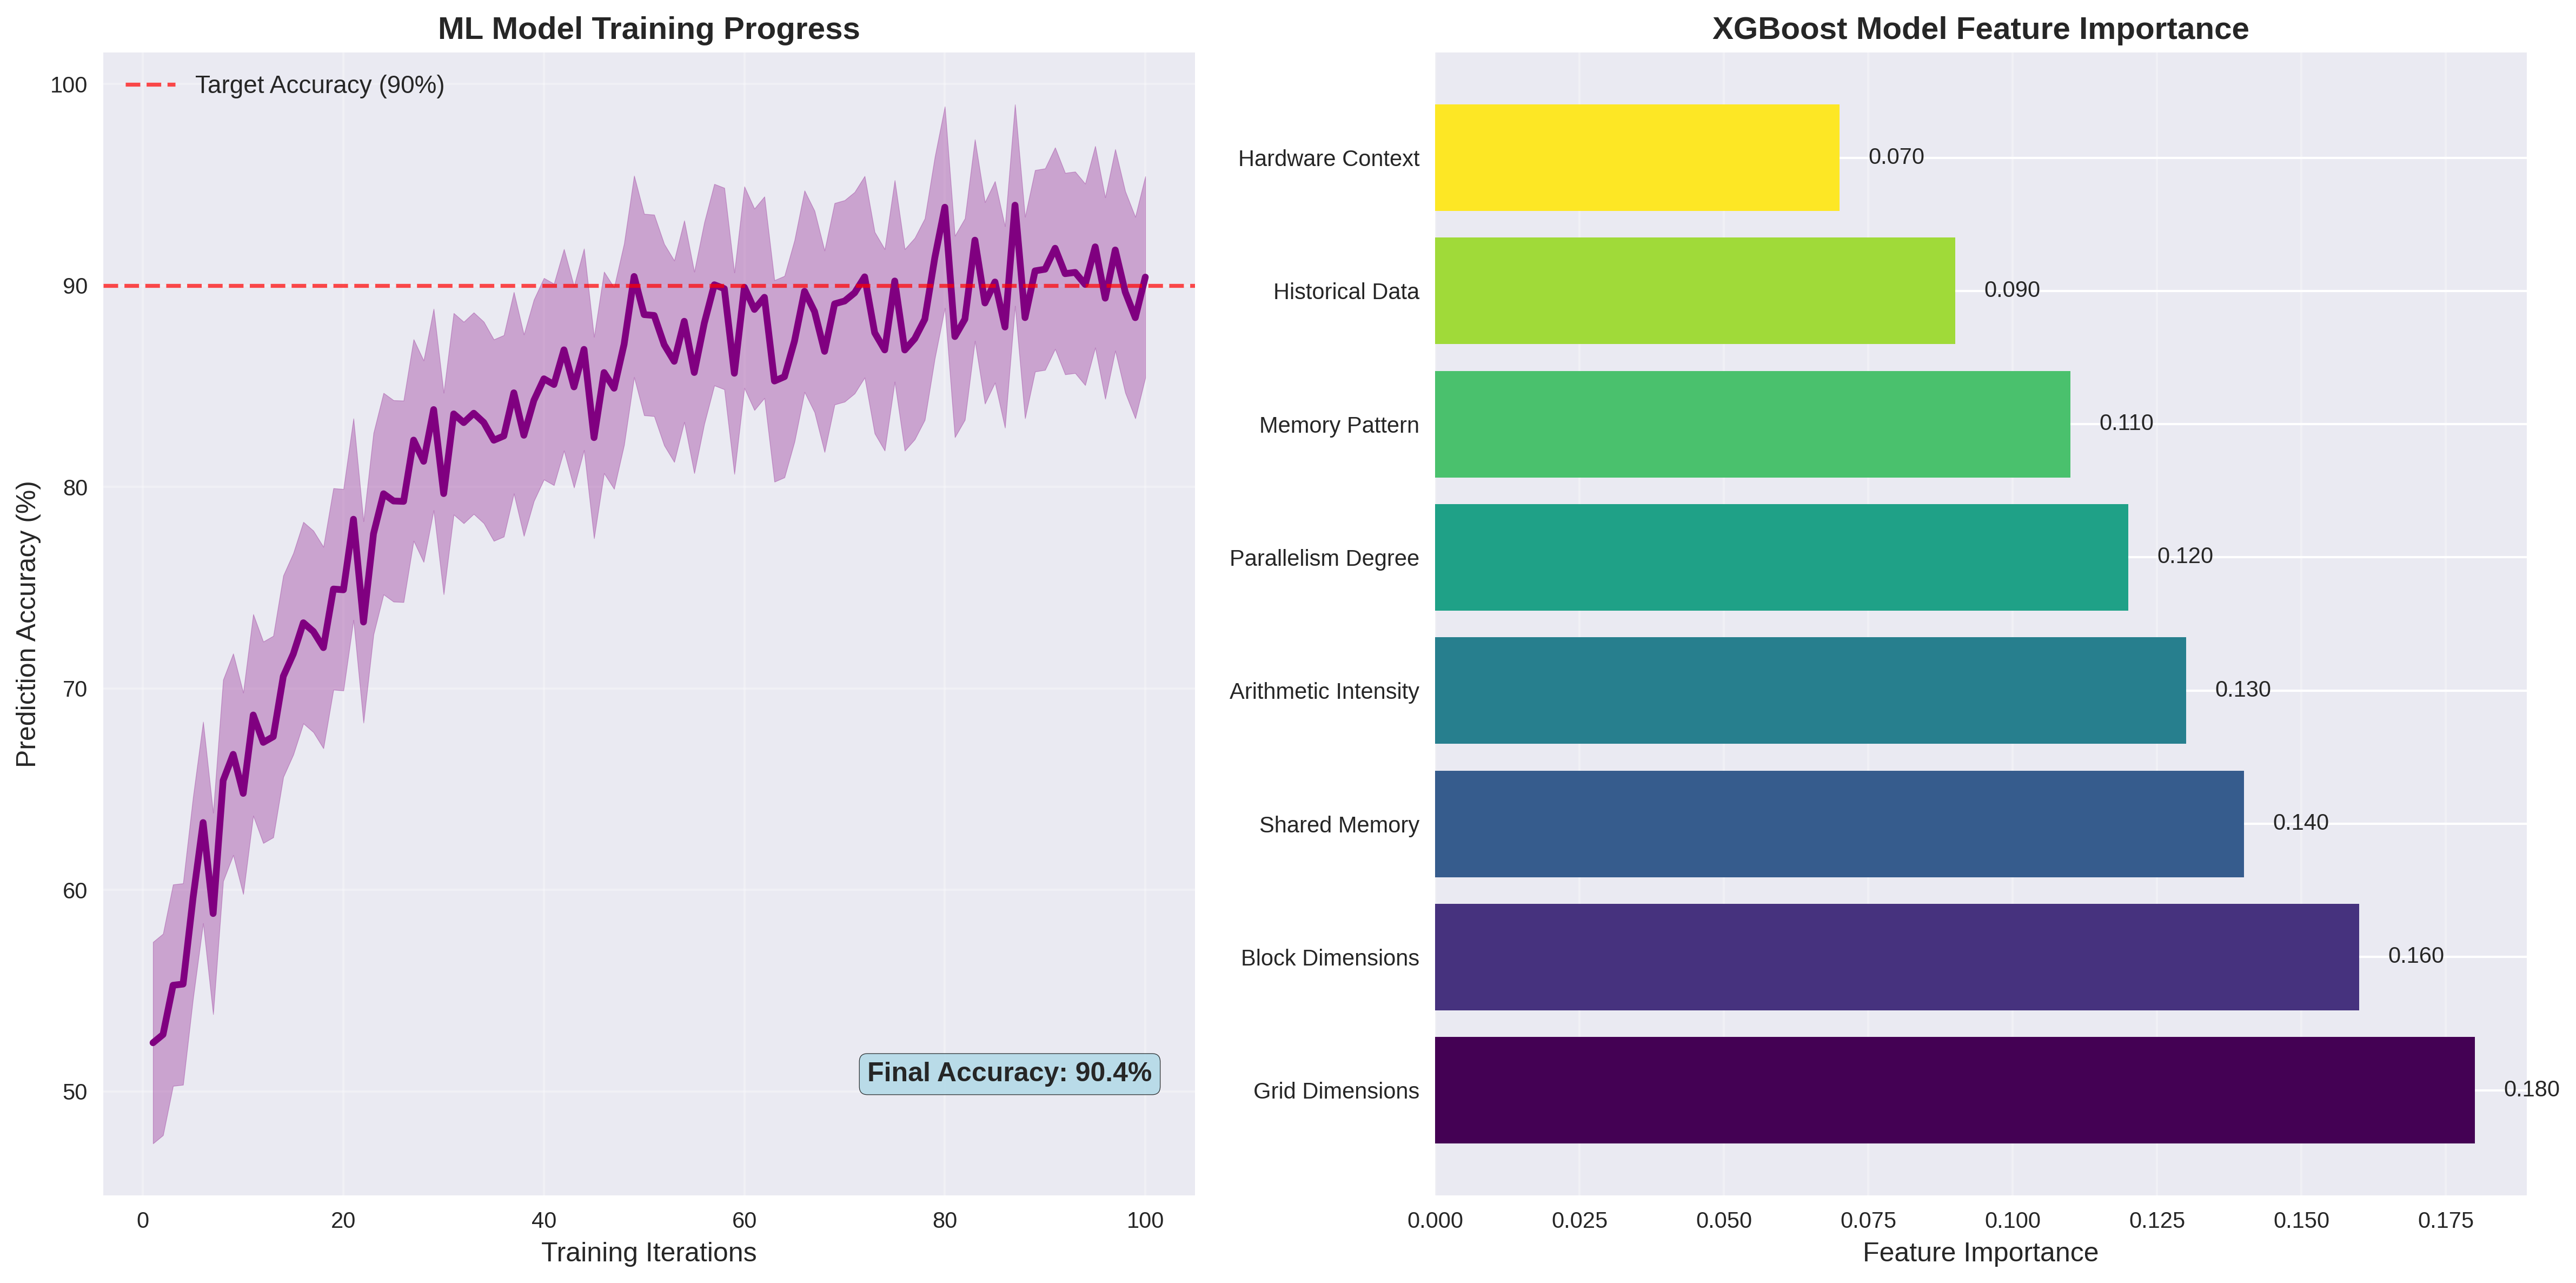 ML Model Training Progress
Target Accuracy (90%)
Prediction Accuracy (%)
100
90
80
70
60
50
Final Accuracy: 90.4%
0 20 40 60 80 100
Training Iterations
XGBoost Model Feature Importance
Hardware Context 0.070
Historical Data 0.090
Memory Pattern 0.110
Parallelism Degree 0.120
Arithmetic Intensity 0.130
Shared Memory 0.140
Block Dimensions 0.160
Grid Dimensions 0.180
0.000 0.025 0.050 0.075 0.100 0.125 0.150 0.175
Feature Importance